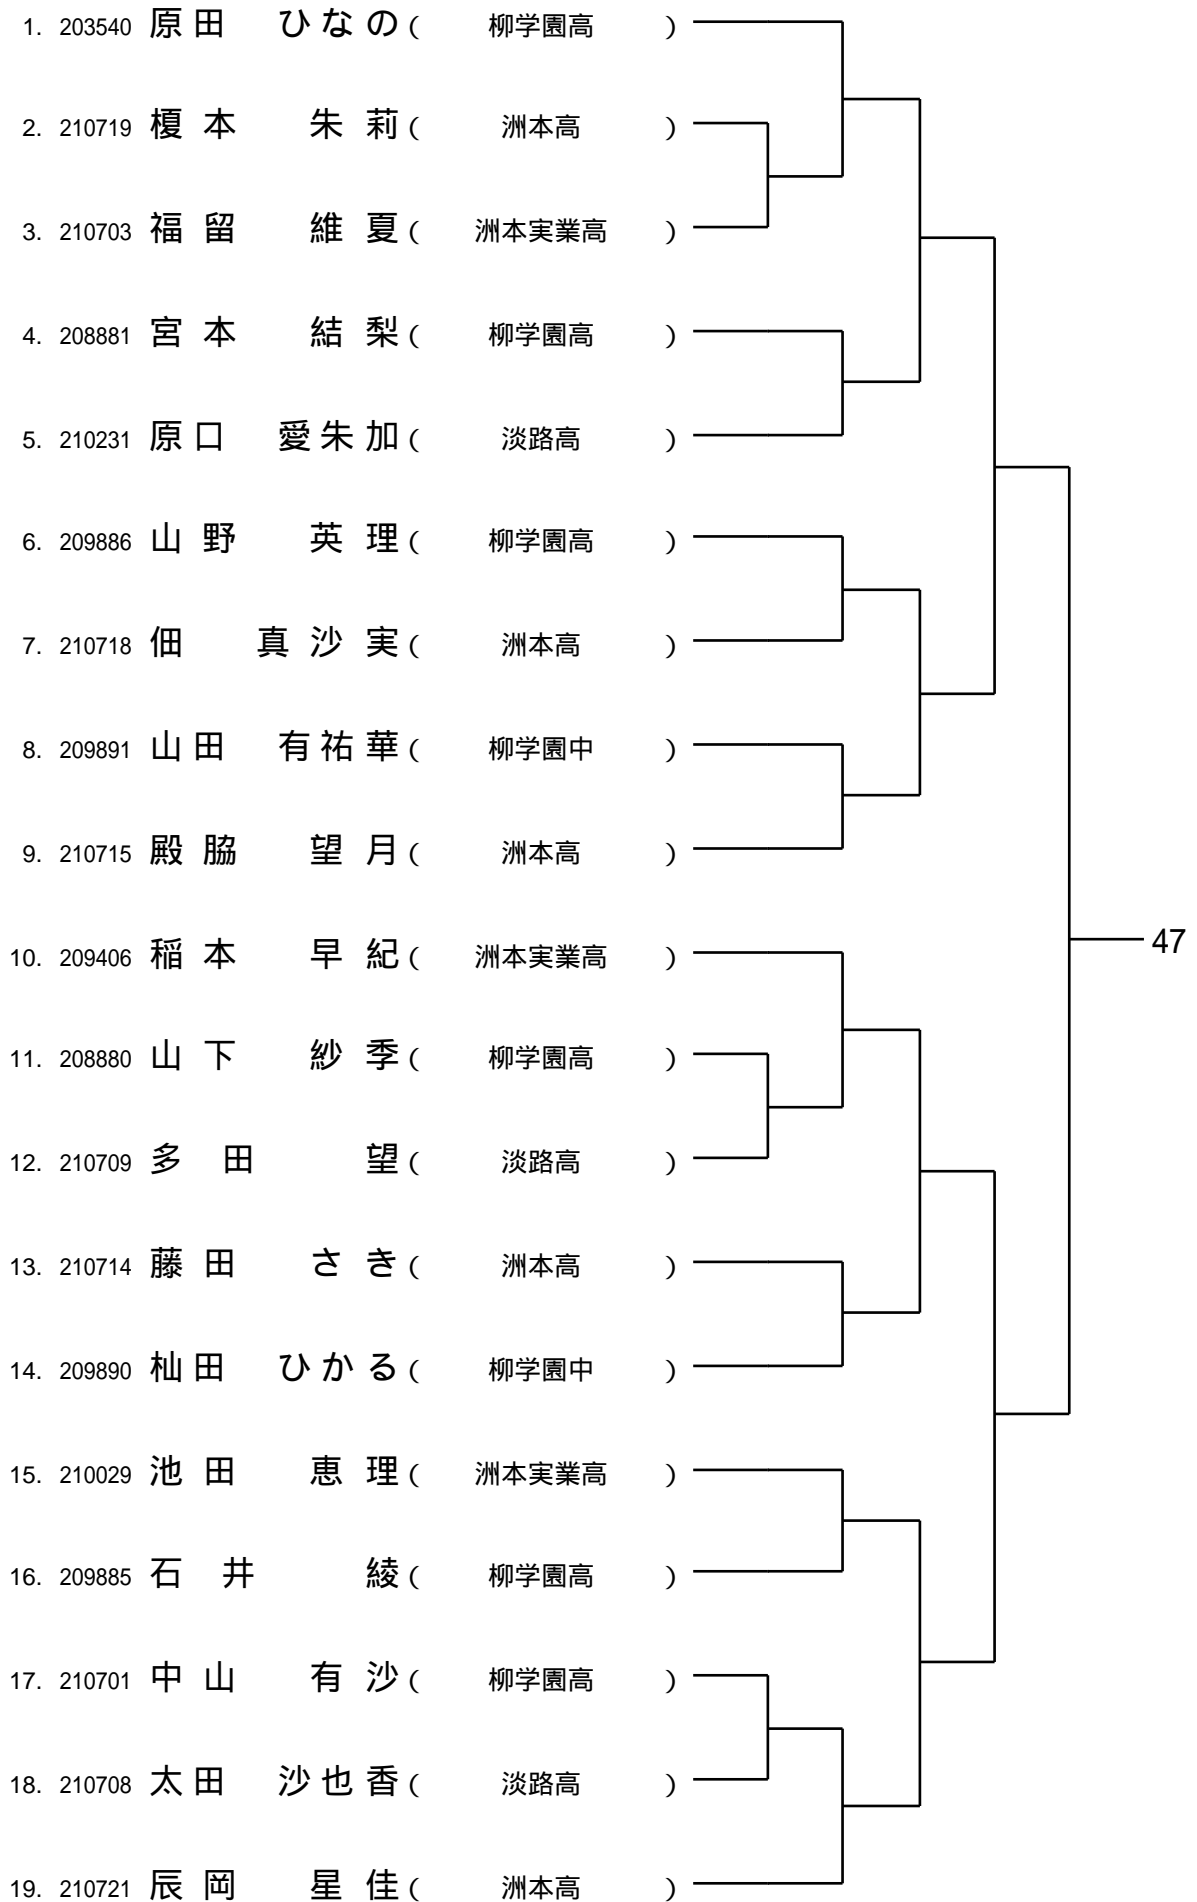 1. 203540 原田 ひなの ( 柳学園高 )
2. 210719 榎本 朱莉 ( 洲本高 )
3. 210703 福留 維夏 ( 洲本実業高 )
4. 208881 宮本 結梨 ( 柳学園高 )
5. 210231 原口 愛朱加 ( 淡路高 )
6. 209886 山野 英理 ( 柳学園高 )
7. 210718 佃 真沙実 ( 洲本高 )
8. 209891 山田 有祐華 ( 柳学園中 )
9. 210715 殿脇 望月 ( 洲本高 )
47
10. 209406 稲本 早紀 ( 洲本実業高 )
11. 208880 山下 紗季 ( 柳学園高 )
12. 210709 多田 望 ( 淡路高 )
13. 210714 藤田 さき ( 洲本高 )
14. 209890 杣田 ひかる ( 柳学園中 )
15. 210029 池田 恵理 ( 洲本実業高 )
16. 209885 石井 綾 ( 柳学園高 )
17. 210701 中山 有沙 ( 柳学園高 )
18. 210708 太田 沙也香 ( 淡路高 )
19. 210721 辰岡 星佳 ( 洲本高 )